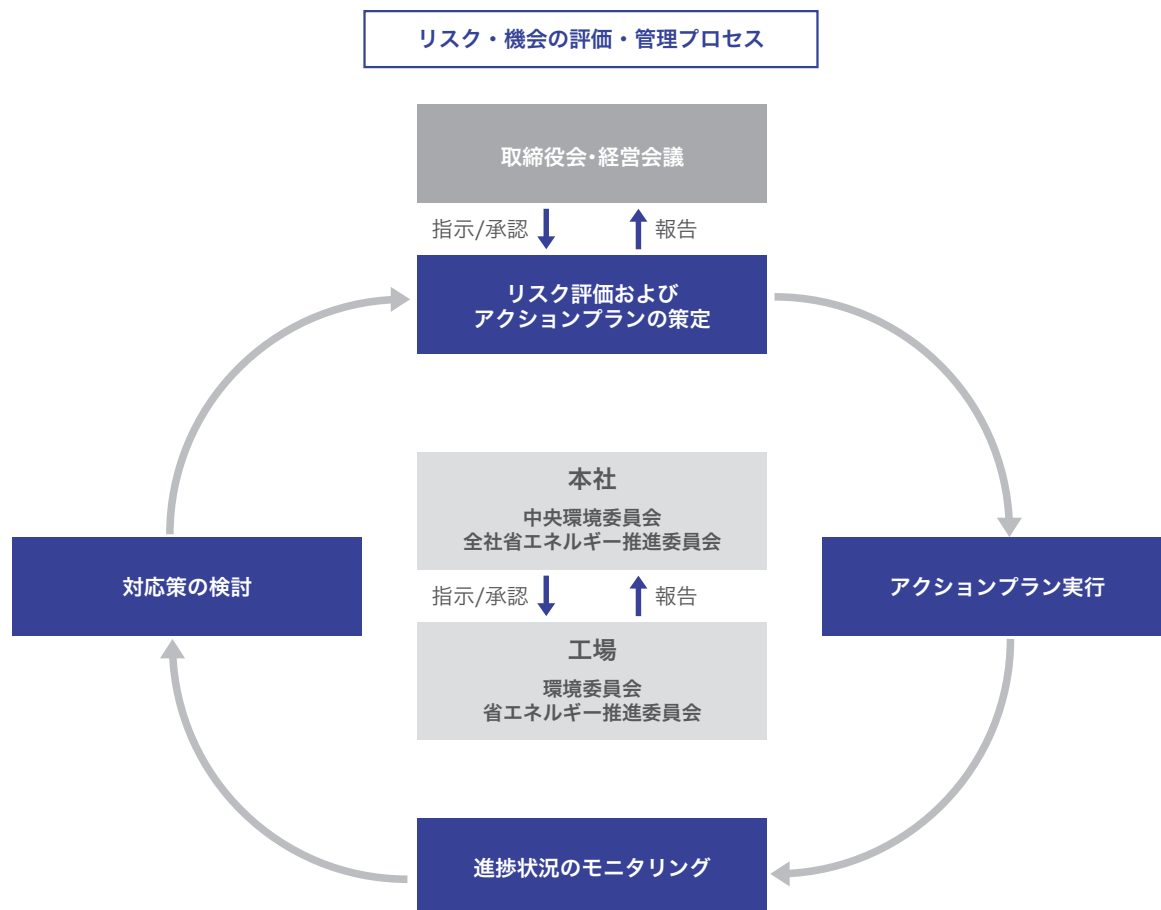 リスク・機会の評価・管理プロセス
取締役会･経営会議
指示/承認
報告
リスク評価および
アクションプランの策定
本社
中央環境委員会
全社省エネルギー推進委員会
対応策の検討
指示/承認
報告
アクションプラン実行
工場
環境委員会
省エネルギー推進委員会
進捗状況のモニタリング